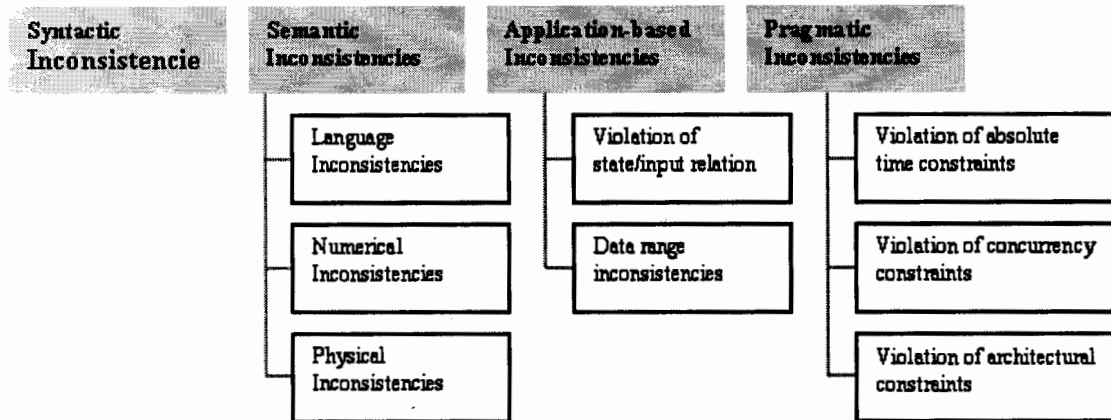 Syntactic
Inconsistencie
Semantic
Inconsistencies
Language
Inconsistencies
Numerical
Inconsistencies
Physical
Inconsistencies
Application-based
Inconsistencies
Violation of
state/input relation
Data range
inconsistencies
Pragmatic
Inconsistencies
Violation of absolute
time constraints
Violation of concurrency
constraints
Violation of architectural
constraints